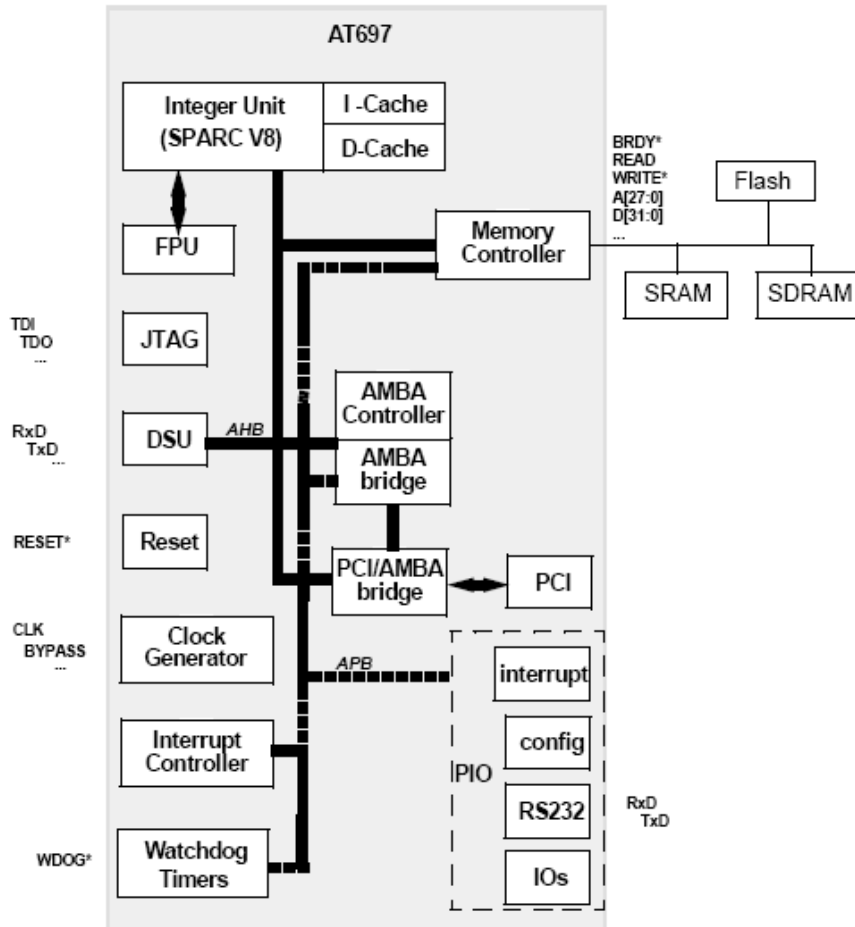 AT697
Integer Unit
(SPARC V8)
I -Cache
D-Cache
BRDY*
READ
WRITE*
A[27:0]
D[31:0]
...
Flash
FPU
Memory
Controller
SRAM
SDRAM
TDI
TDO
...
JTAG
AMBA
Controller
RxD
TxD
...
DSU
AHB
AMBA
bridge
RESET*
Reset
PCI/AMBA
bridge
PCI
CLK
BYPASS
...
Clock
Generator
APB
interrupt
Interrupt
Controller
config
PIO
RS232
RxD
TxD
WDOG*
Watchdog
Timers
IOs